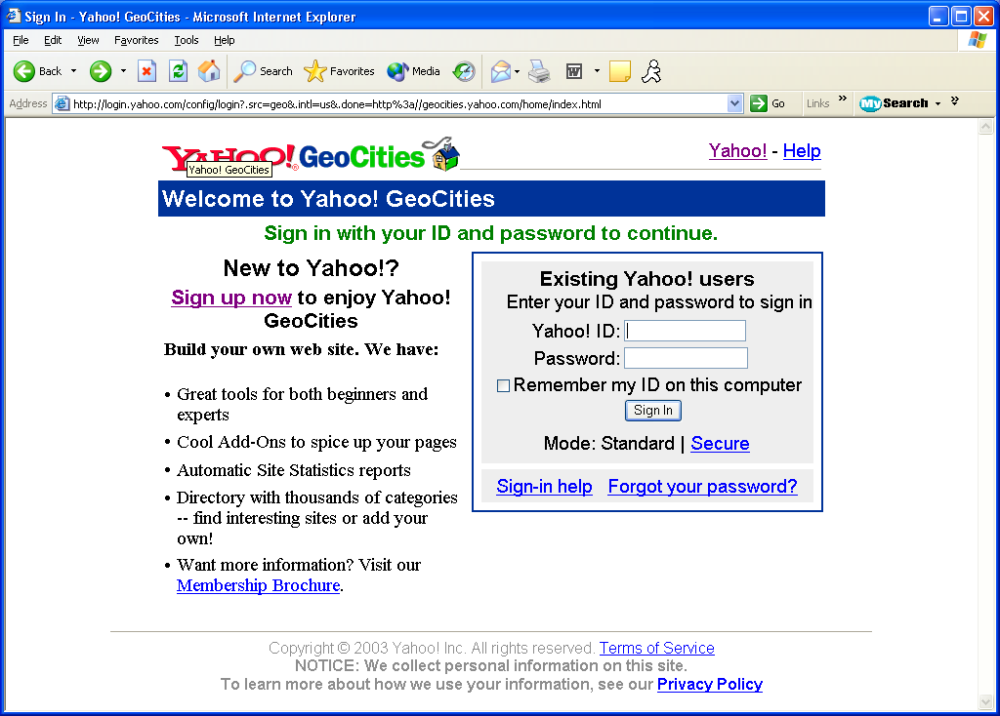 Sign In - Yahoo! GeoCities - Microsoft Internet Explorer
File Edit View Favorites Tools Help
Back Search Favorites Media W
Address http://login.yahoo.com/config/login?.src=geo&.intl=us&.done=http%3a//geocities.yahoo.com/home/index.html Go Links » My Search »
YAHOO!® GeoCities
Yahoo! GeoCities
Yahoo! - Help
Welcome to Yahoo! GeoCities
Sign in with your ID and password to continue.
New to Yahoo!?
Sign up now to enjoy Yahoo!
GeoCities
Build your own web site. We have:
• Great tools for both beginners and
experts
• Cool Add-Ons to spice up your pages
• Automatic Site Statistics reports
• Directory with thousands of categories
-- find interesting sites or add your
own!
• Want more information? Visit our
Membership Brochure.
Existing Yahoo! users
Enter your ID and password to sign in
Yahoo! ID:
Password:
Remember my ID on this computer
Sign In
Mode: Standard | Secure
Sign-in help Forgot your password?
Copyright © 2003 Yahoo! Inc. All rights reserved. Terms of Service
NOTICE: We collect personal information on this site.
To learn more about how we use your information, see our Privacy Policy